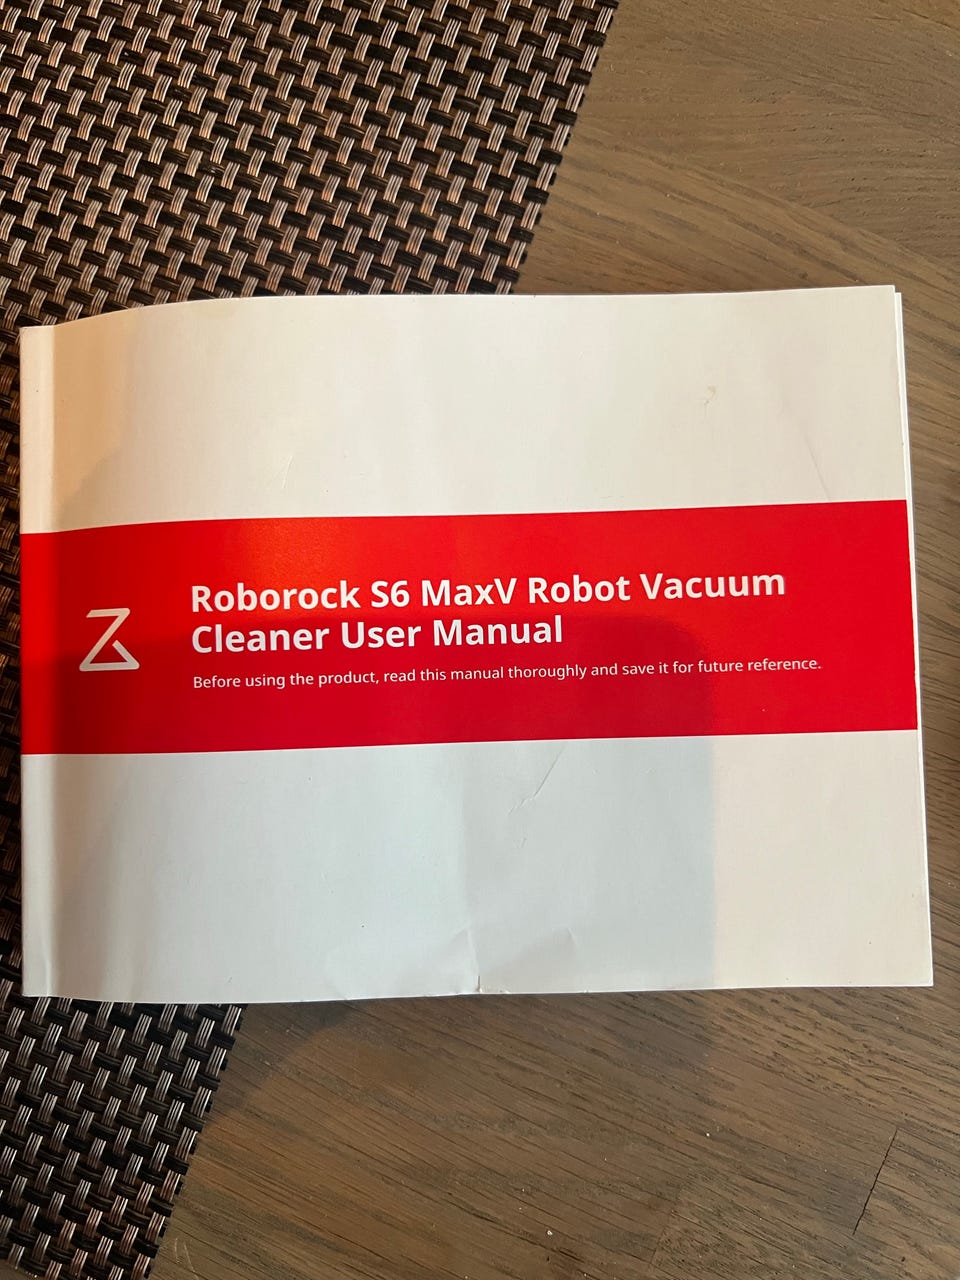 Roborock S6 MaxV Robot Vacuum
Cleaner User Manual
Before using the product, read this manual thoroughly and save it for future reference.